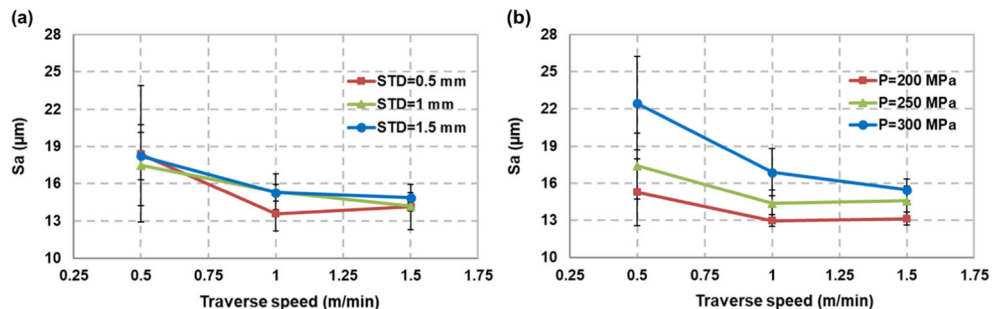 (a)
28
25
22
19
16
13
10
Sa (µm)
STD=0.5 mm
STD=1 mm
STD=1.5 mm
0.25 0.5 0.75 1 1.25 1.5 1.75
Traverse speed (m/min)
(b)
28
25
22
19
16
13
10
Sa (µm)
P=200 MPa
P=250 MPa
P=300 MPa
0.25 0.5 0.75 1 1.25 1.5 1.75
Traverse speed (m/min)